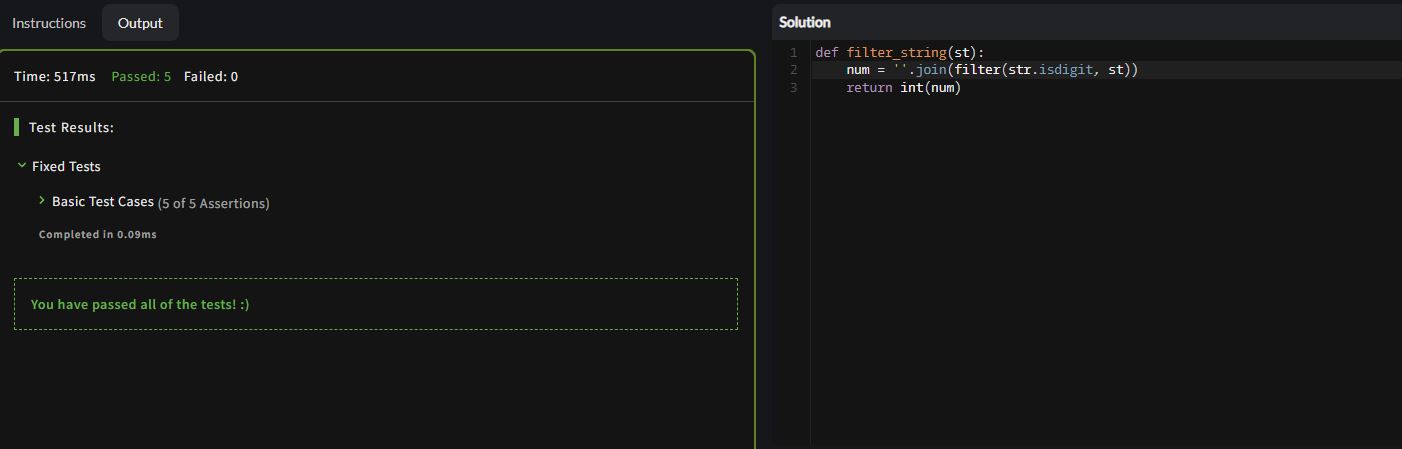 Instructions
Output
Time: 517ms Passed: 5 Failed: 0
Test Results:
Fixed Tests
Basic Test Cases (5 of 5 Assertions)
Completed in 0.09ms
You have passed all of the tests! :)
Solution
1 def filter_string(st):
2     num = ''.join(filter(str.isdigit, st))
3     return int(num)